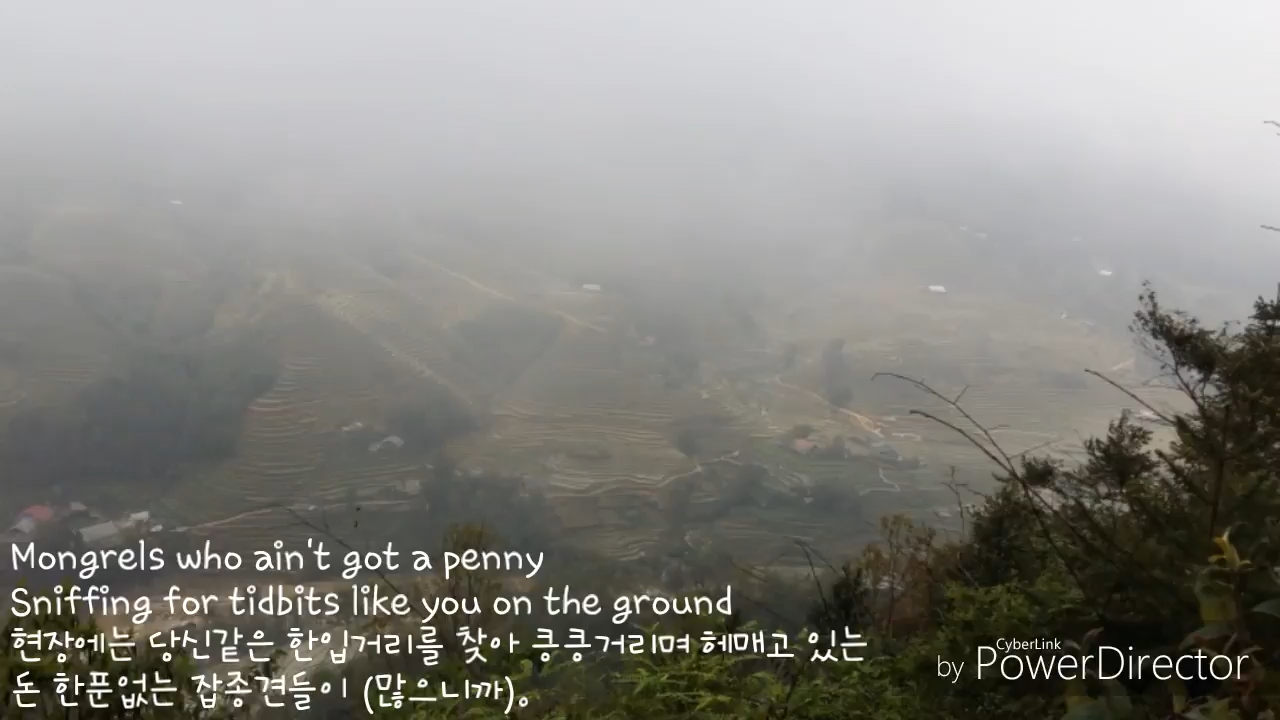 Mongrels who ain't got a penny
Sniffing for tidbits like you on the ground
현장에는 당신같은 한입거리를 찾아 킁킁거리며 헤매고 있는
돈 한푼없는 잡종견들이 (많으니까)。
CyberLink
by PowerDirector